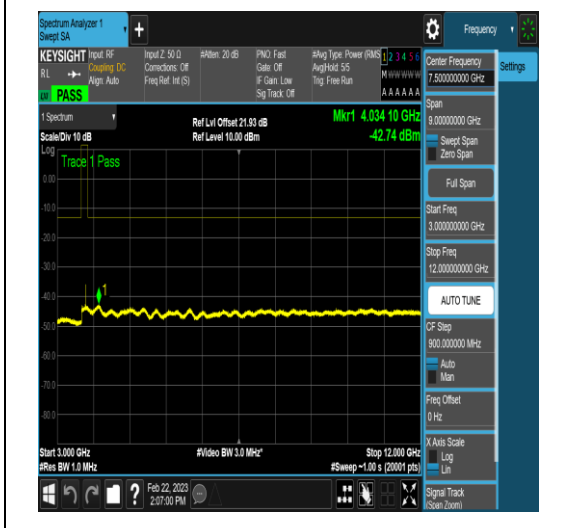 Spectrum Analyzer 1
Swept SA
+
Frequency
KEYSIGHT
RL
PASS
Input: RF
Coupling: DC
Align: Auto
Input Z: 50 Ω
Corrections: Off
Freq Ref: Int (S)
#Atten: 20 dB
PNO: Fast
Gate: Off
IF Gain: Low
Sig Track: Off
#Avg Type: Power (RMS
Avg|Hold: 5/5
Trig: Free Run
1 2 3 4 5 6
M W W W W W
A A A A A A
1 Spectrum
Scale/Div 10 dB
Ref Lvl Offset 21.93 dB
Ref Level 10.00 dBm
Mkr1 4.034 10 GHz
-42.74 dBm
Log
Trace 1 Pass
0.00
-10.0
-20.0
-30.0
-40.0
-50.0
-60.0
-70.0
-80.0
1
Start 3.000 GHz
#Res BW 1.0 MHz
#Video BW 3.0 MHz*
Stop 12.000 GHz
#Sweep ~1.00 s (20001 pts)
?
Feb 22, 2023
2:07:00 PM
Center Frequency
7.500000000 GHz
Settings
Span
9.00000000 GHz
Swept Span
Zero Span
Full Span
Start Freq
3.000000000 GHz
Stop Freq
12.000000000 GHz
AUTO TUNE
CF Step
900.000000 MHz
Auto
Man
Freq Offset
0 Hz
X Axis Scale
Log
Lin
Signal Track
(Span Zoom)